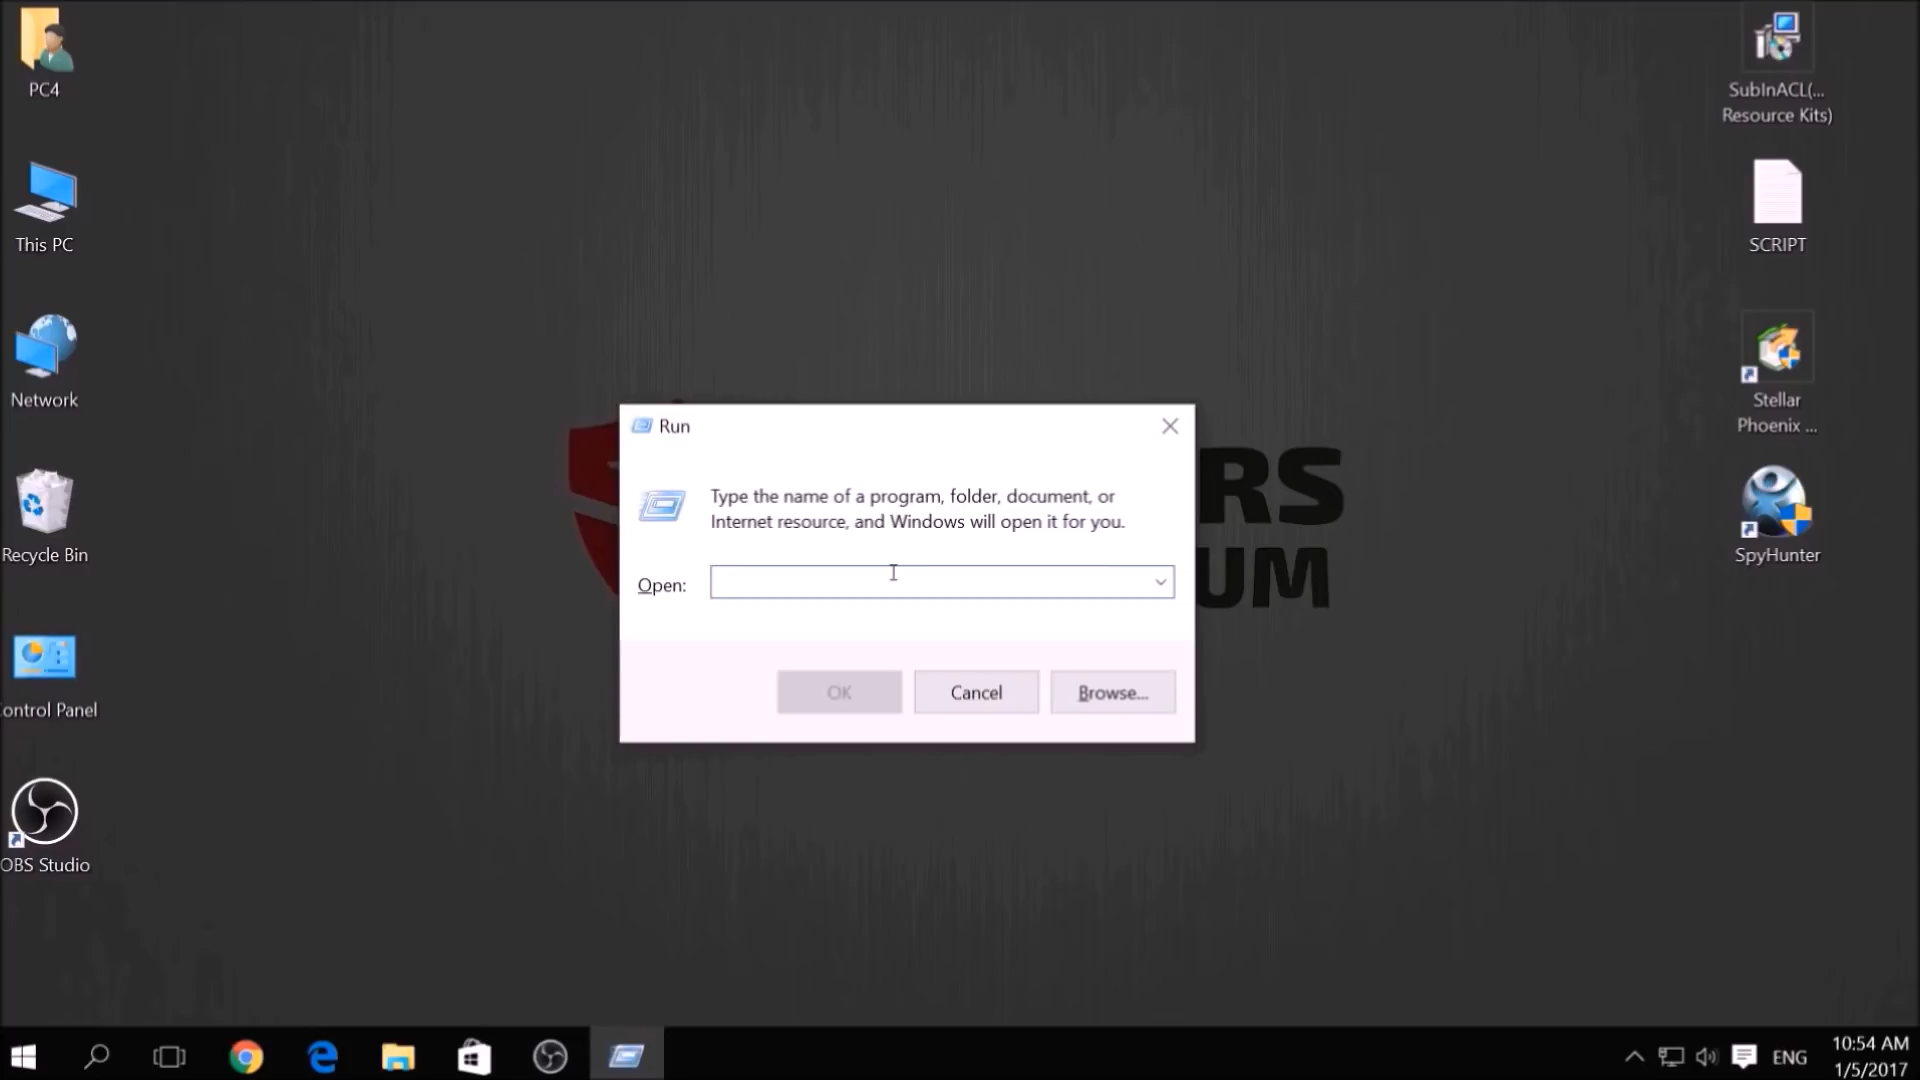 PC4
This PC
Network
Recycle Bin
ontrol Panel
OBS Studio
SubInACL(...
Resource Kits)
SCRIPT
Stellar
Phoenix ...
SpyHunter
Run
Type the name of a program, folder, document, or
Internet resource, and Windows will open it for you.
Open:
OK
Cancel
Browse...
RS
UM
ENG
10:54 AM
1/5/2017